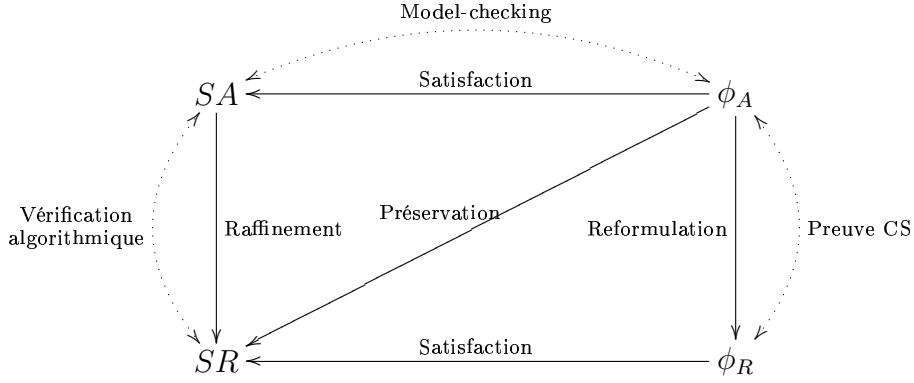 Model-checking
Satisfaction
SA
ϕ_A
Préservation
Vérification
algorithmique
Raffinement
Reformulation
Preuve CS
Satisfaction
SR
ϕ_R